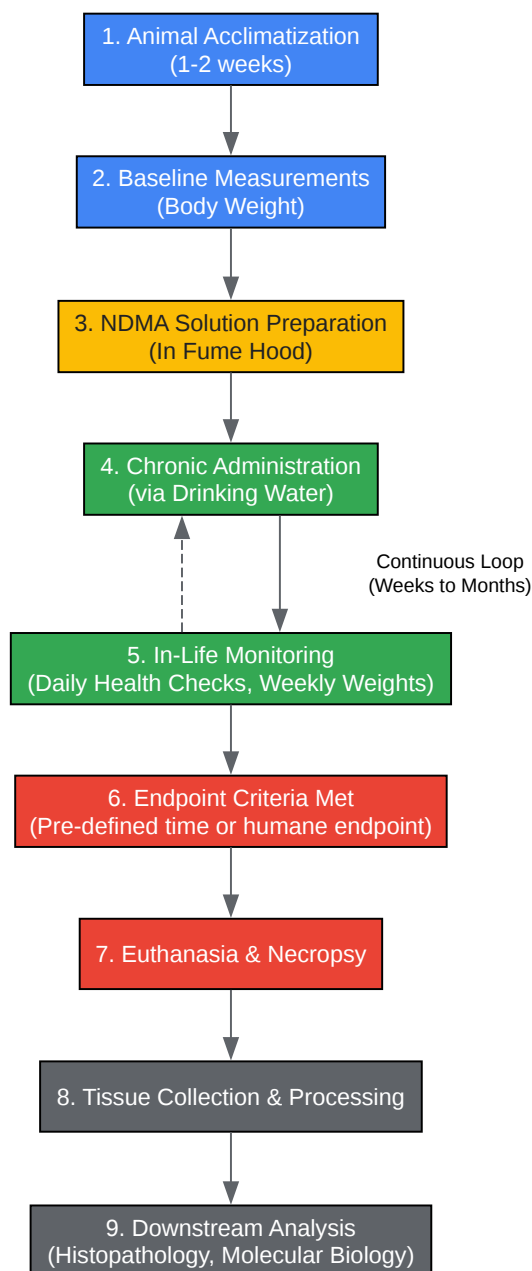 1. Animal Acclimatization
(1-2 weeks)
2. Baseline Measurements
(Body Weight)
3. NDMA Solution Preparation
(In Fume Hood)
4. Chronic Administration
(via Drinking Water)
Continuous Loop
(Weeks to Months)
5. In-Life Monitoring
(Daily Health Checks, Weekly Weights)
6. Endpoint Criteria Met
(Pre-defined time or humane endpoint)
7. Euthanasia & Necropsy
8. Tissue Collection & Processing
9. Downstream Analysis
(Histopathology, Molecular Biology)